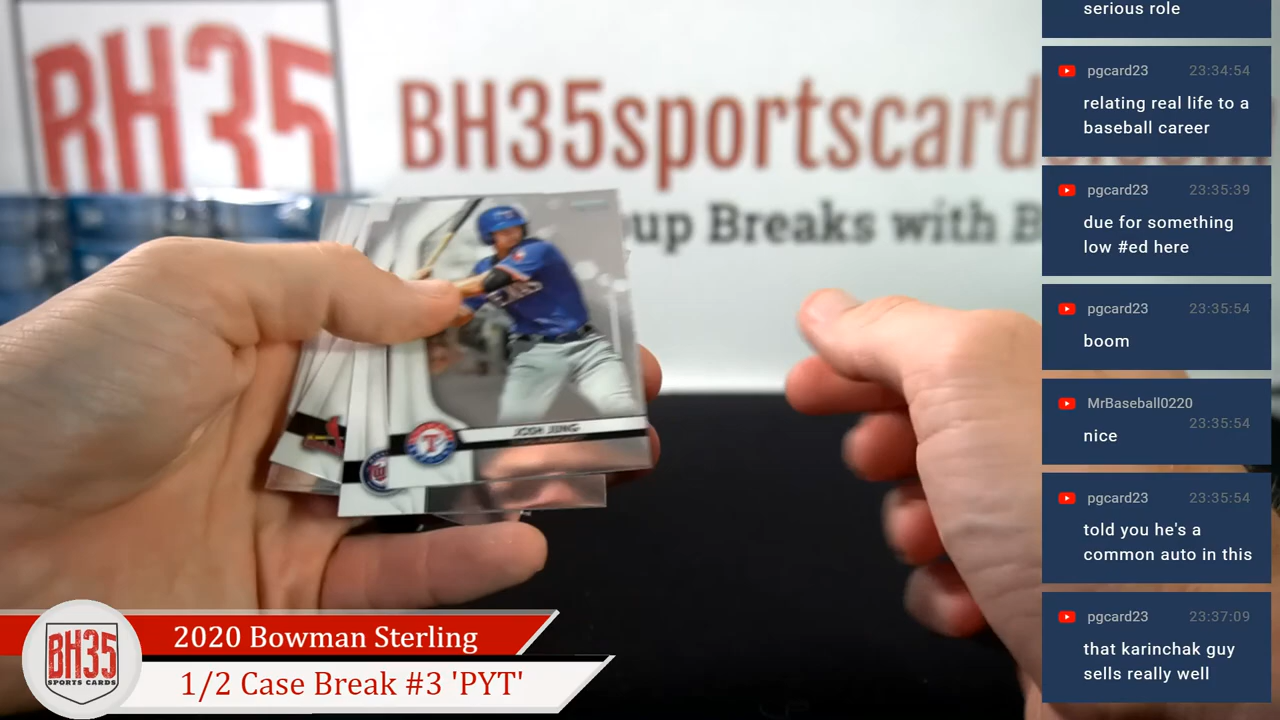 BH35
BH35sportscard
oup Breaks with B
JOSH JUNG
TEXAS
T
BH35
SPORTS CARDS
2020 Bowman Sterling
1/2 Case Break #3 'PYT'
serious role
pgcard23 23:34:54
relating real life to a
baseball career
pgcard23 23:35:39
due for something
low #ed here
pgcard23 23:35:54
boom
MrBaseball0220
23:35:54
nice
pgcard23 23:35:54
told you he's a
common auto in this
pgcard23 23:37:09
that karinchak guy
sells really well